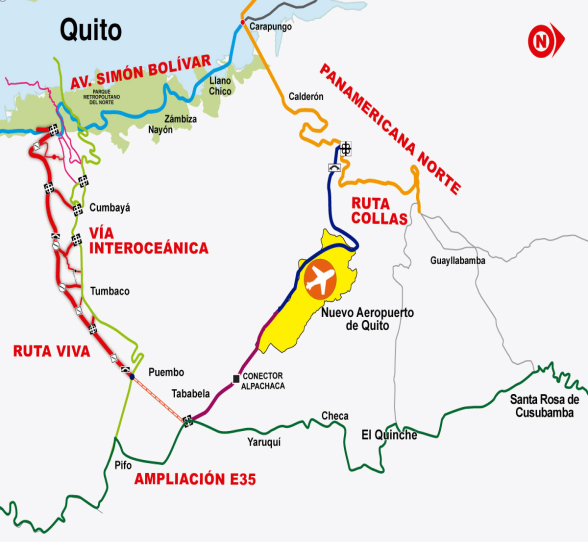 Quito
Carapungo
N
AV. SIMÓN BOLÍVAR
PARQUE
METROPOLITANO
DEL NORTE
Llano
Chico
Zámbiza
Nayón
Calderón
PANAMERICANA NORTE
Cumbayá
RUTA
COLLAS
VÍA
INTEROCEÁNICA
Guayllabamba
Tumbaco
Nuevo Aeropuerto
de Quito
RUTA VIVA
Puembo
CONECTOR
ALPACHACA
Tababela
Santa Rosa de
Cusubamba
Checa
El Quinche
Yaruquí
Pifo
AMPLIACIÓN E35